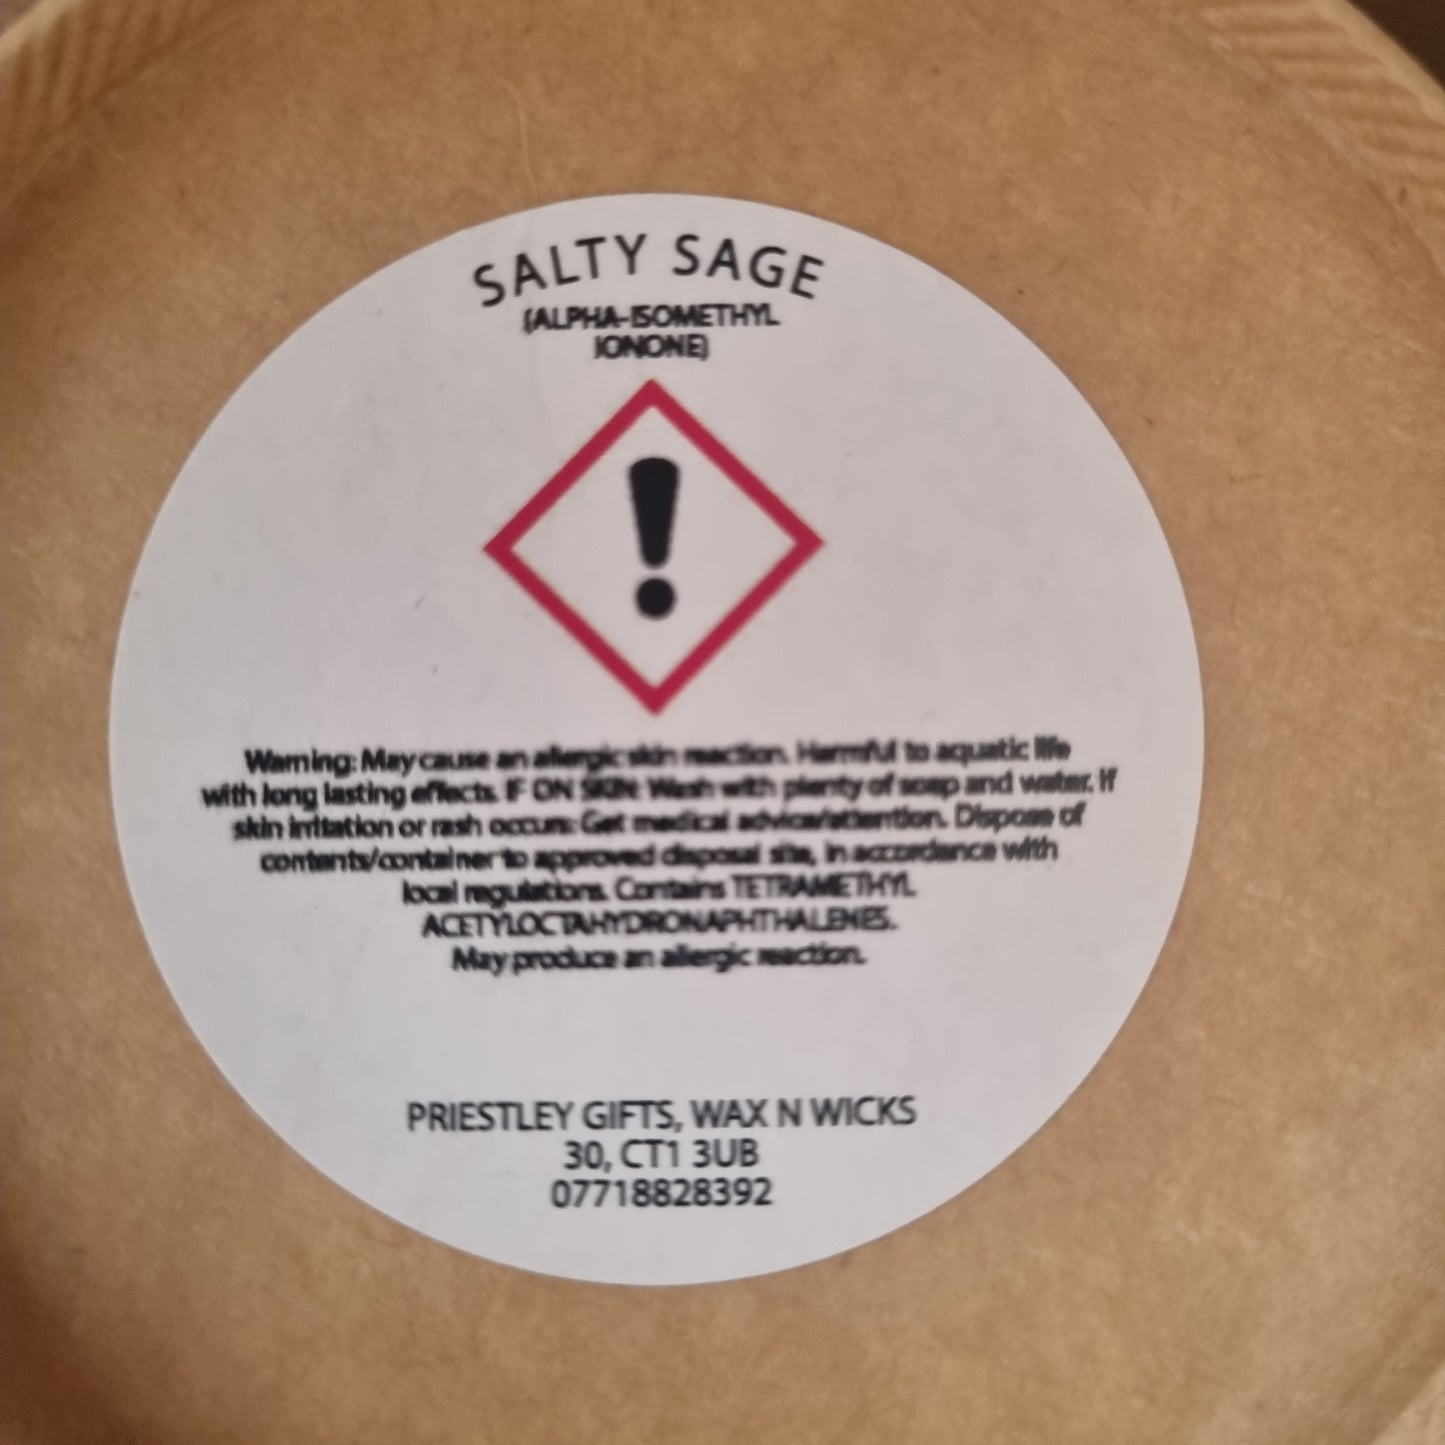 SALTY SAGE
(ALPHA-ISOMETHYL
IONONE)
Warning: May cause an allergic skin reaction. Harmful to aquatic life
with long lasting effects. IF ON SKIN: Wash with plenty of soap and water. If
skin irritation or rash occurs: Get medical advice/attention. Dispose of
contents/container to approved disposal site, in accordance with
local regulations. Contains TETRAMETHYL
ACETYLOCTAHYDRONAPHTHALENES.
May produce an allergic reaction.
PRIESTLEY GIFTS, WAX N WICKS
30, CT1 3UB
07718828392